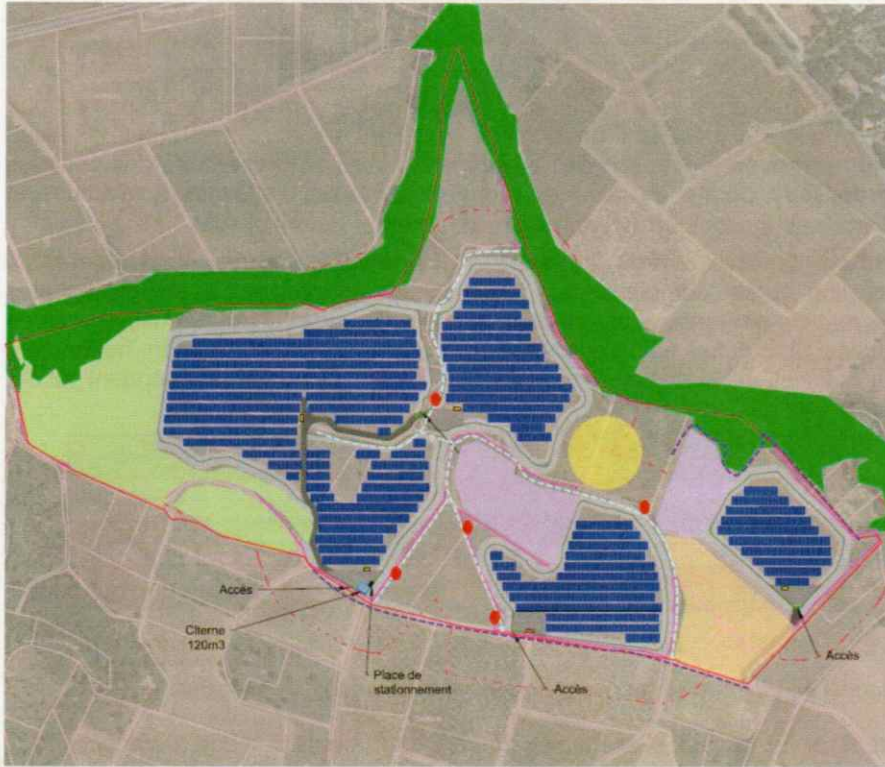 Accès
Citerne
120m3
Place de
stationnement
Accès
Accès